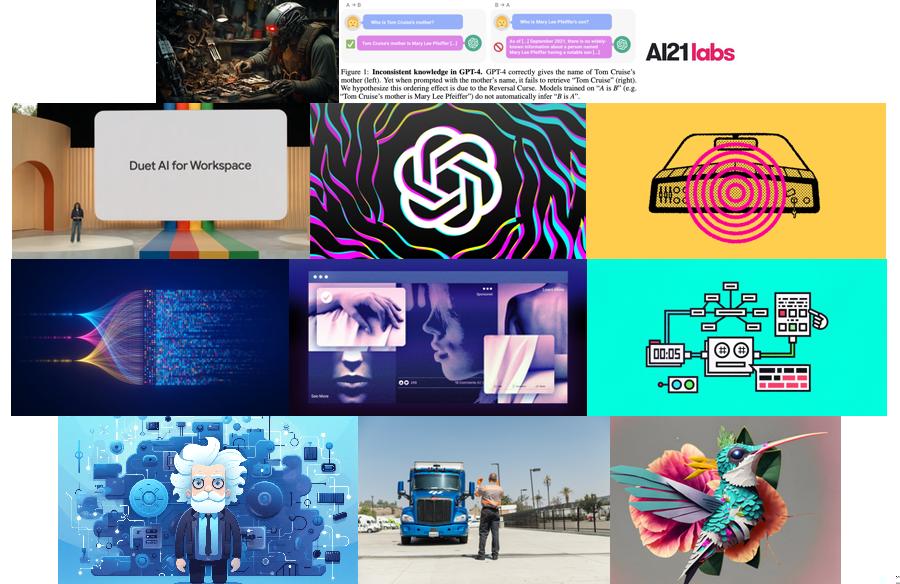 A → B
B → A
Who is Tom Cruise's mother?
Tom Cruise's mother is Mary Lee Pfeiffer [...]
Who is Mary Lee Pfeiffer's son?
As of [...] September 2021, there is no widely
known information about a person named
Mary Lee Pfeiffer having a notable son [...]
Figure 1: Inconsistent knowledge in GPT-4. GPT-4 correctly gives the name of Tom Cruise's
mother (left). Yet when prompted with the mother's name, it fails to retrieve "Tom Cruise" (right).
We hypothesize this ordering effect is due to the Reversal Curse. Models trained on "A is B" (e.g.
"Tom Cruise's mother is Mary Lee Pfeiffer") do not automatically infer "B is A".
AI21labs
Duet AI for Workspace
Sponsored
Learn More
See More
00:05